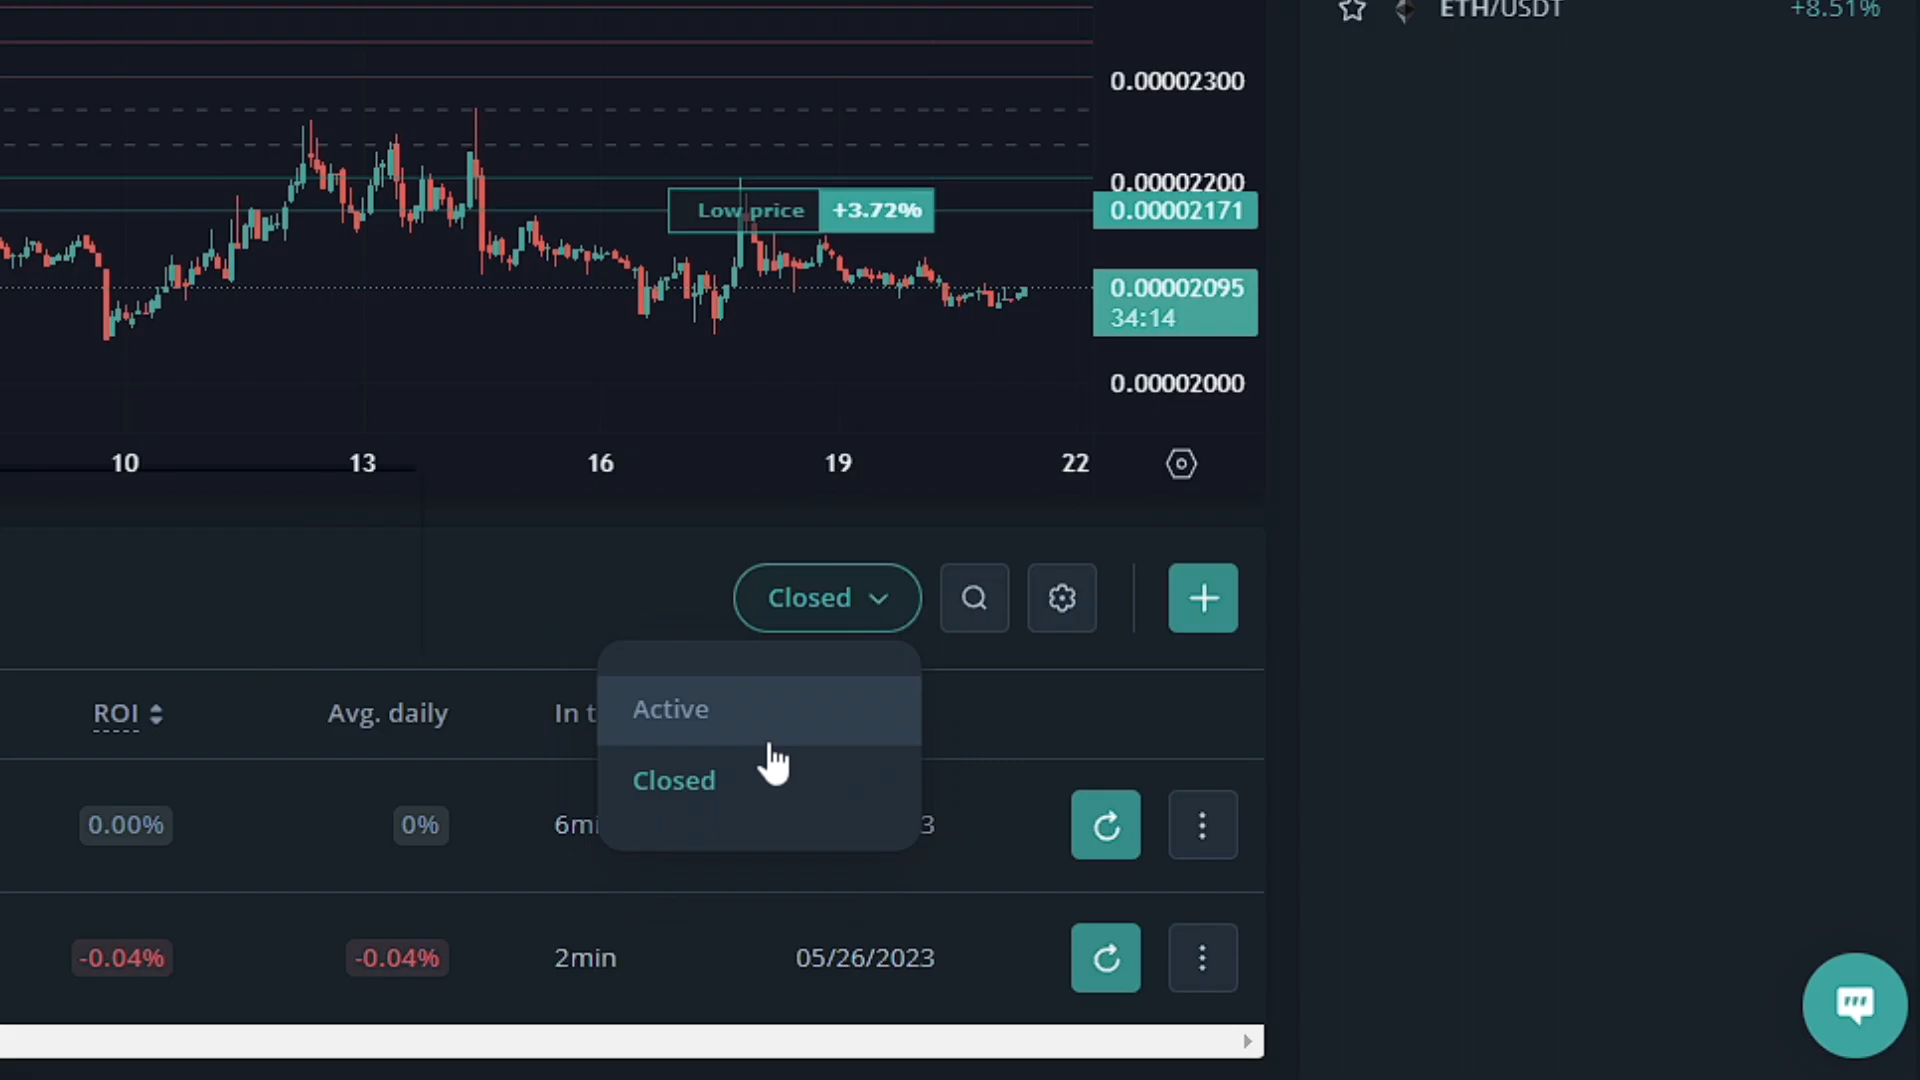 ETH/USDT +8.51%
0.00002300
0.00002200
Low price +3.72%
0.00002171
0.00002095
34:14
0.00002000
10 13 16 19 22
Closed
ROI Avg. daily In t
Active
Closed
0.00% 0% 6mi 3
-0.04% -0.04% 2min 05/26/2023